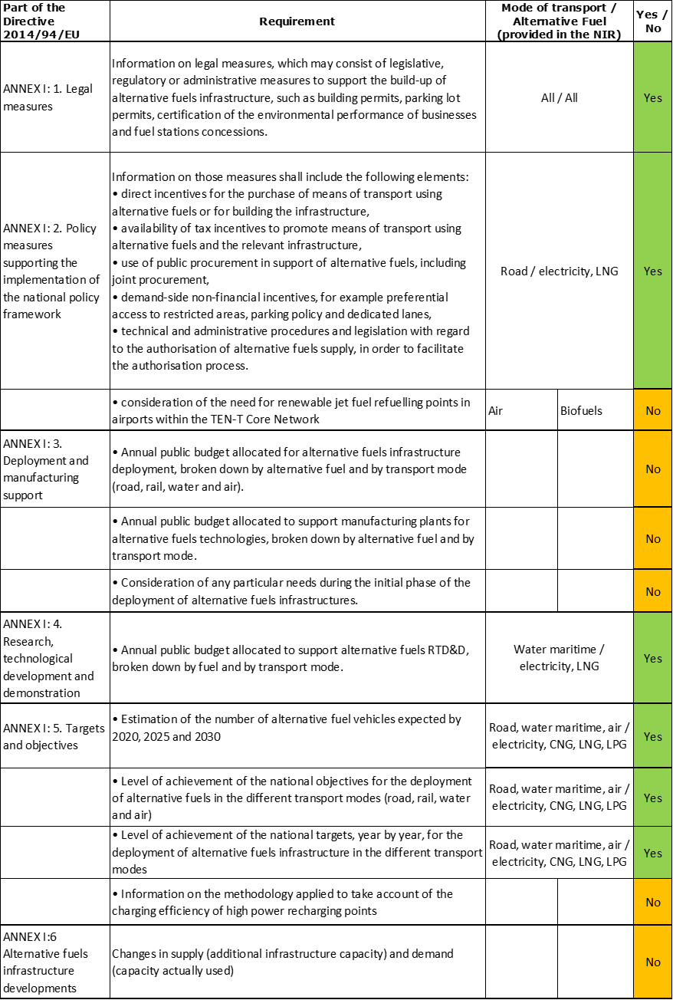 Part of the
Directive
2014/94/EU
Requirement
Mode of transport /
Alternative Fuel
(provided in the NIR)
Yes /
No
ANNEX I: 1. Legal
measures
Information on legal measures, which may consist of legislative,
regulatory or administrative measures to support the build-up of
alternative fuels infrastructure, such as building permits, parking lot
permits, certification of the environmental performance of businesses
and fuel stations concessions.
All / All
Yes
ANNEX I: 2. Policy
measures
supporting the
implementation of
the national policy
framework
Information on those measures shall include the following elements:
• direct incentives for the purchase of means of transport using
alternative fuels or for building the infrastructure,
• availability of tax incentives to promote means of transport using
alternative fuels and the relevant infrastructure,
• use of public procurement in support of alternative fuels, including
joint procurement,
• demand-side non-financial incentives, for example preferential
access to restricted areas, parking policy and dedicated lanes,
• technical and administrative procedures and legislation with regard
to the authorisation of alternative fuels supply, in order to facilitate
the authorisation process.
Road / electricity, LNG
Yes
• consideration of the need for renewable jet fuel refuelling points in
airports within the TEN-T Core Network
Air
Biofuels
No
ANNEX I: 3.
Deployment and
manufacturing
support
• Annual public budget allocated for alternative fuels infrastructure
deployment, broken down by alternative fuel and by transport mode
(road, rail, water and air).
No
• Annual public budget allocated to support manufacturing plants for
alternative fuels technologies, broken down by alternative fuel and by
transport mode.
No
• Consideration of any particular needs during the initial phase of the
deployment of alternative fuels infrastructures.
No
ANNEX I: 4.
Research,
technological
development and
demonstration
• Annual public budget allocated to support alternative fuels RTD&D,
broken down by fuel and by transport mode.
Water maritime /
electricity, LNG
Yes
ANNEX I: 5. Targets
and objectives
• Estimation of the number of alternative fuel vehicles expected by
2020, 2025 and 2030
Road, water maritime, air /
electricity, CNG, LNG, LPG
Yes
• Level of achievement of the national objectives for the deployment
of alternative fuels in the different transport modes (road, rail, water
and air)
Road, water maritime, air /
electricity, CNG, LNG, LPG
Yes
• Level of achievement of the national targets, year by year, for the
deployment of alternative fuels infrastructure in the different transport
modes
Road, water maritime, air /
electricity, CNG, LNG, LPG
Yes
• Information on the methodology applied to take account of the
charging efficiency of high power recharging points
No
ANNEX I:6
Alternative fuels
infrastructure
developments
Changes in supply (additional infrastructure capacity) and demand
(capacity actually used)
No